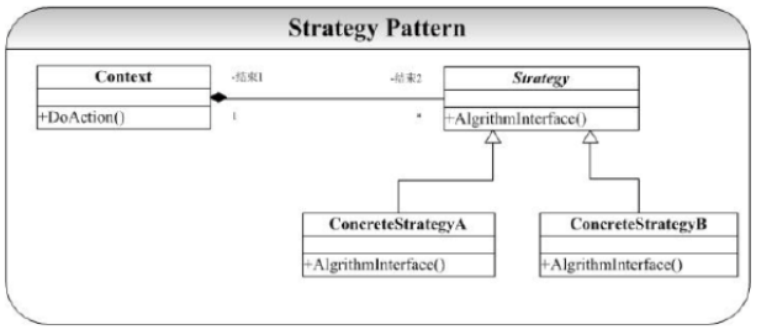 Strategy Pattern
Context
-结束1
-结束2
Strategy
+DoAction()
1
*
+AlgrithmInterface()
ConcreteStrategyA
ConcreteStrategyB
+AlgrithmInterface()
+AlgrithmInterface()